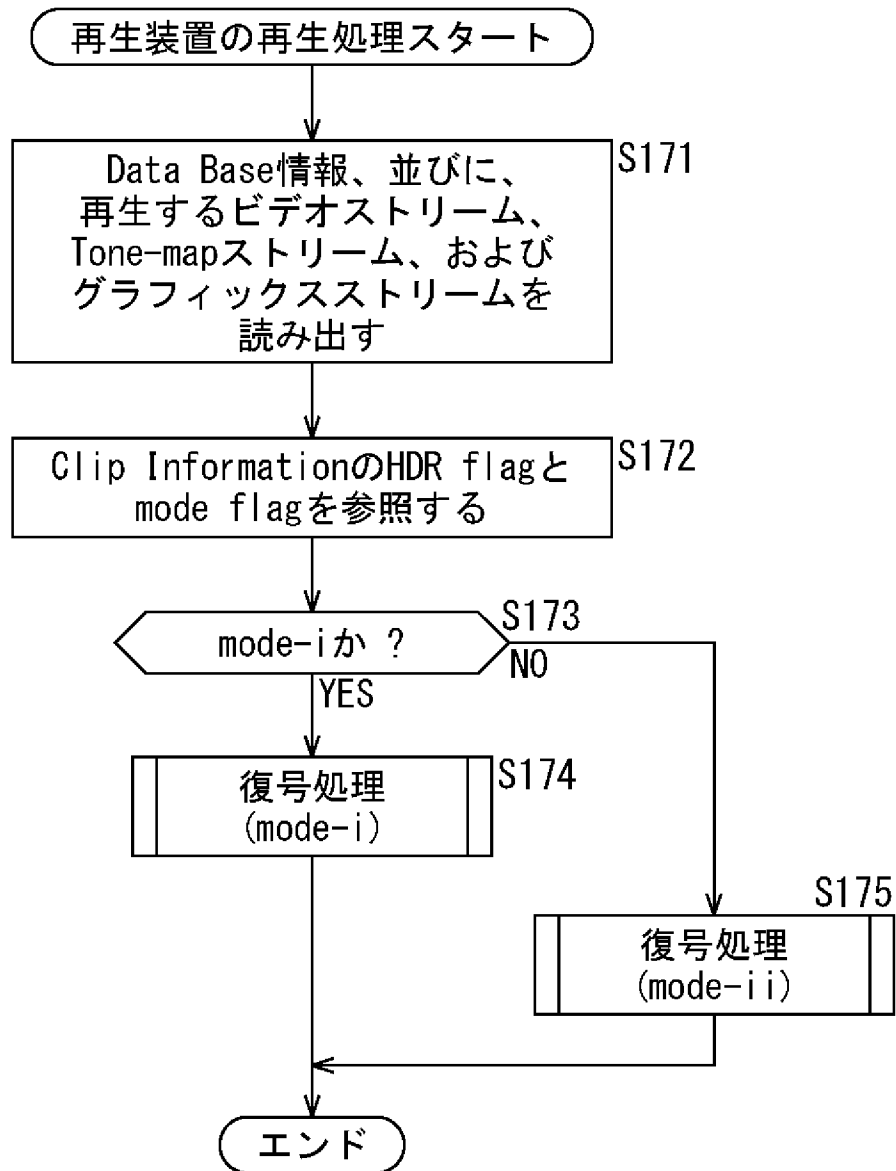 再生装置の再生処理スタート
Data Base情報、並びに、
再生するビデオストリーム、
Tone-mapストリーム、および
グラフィックスストリームを
読み出す
S171
Clip InformationのHDR flagと
mode flagを参照する
S172
mode-iか ?
S173
NO
YES
復号処理
(mode-i)
S174
S175
復号処理
(mode-ii)
エンド